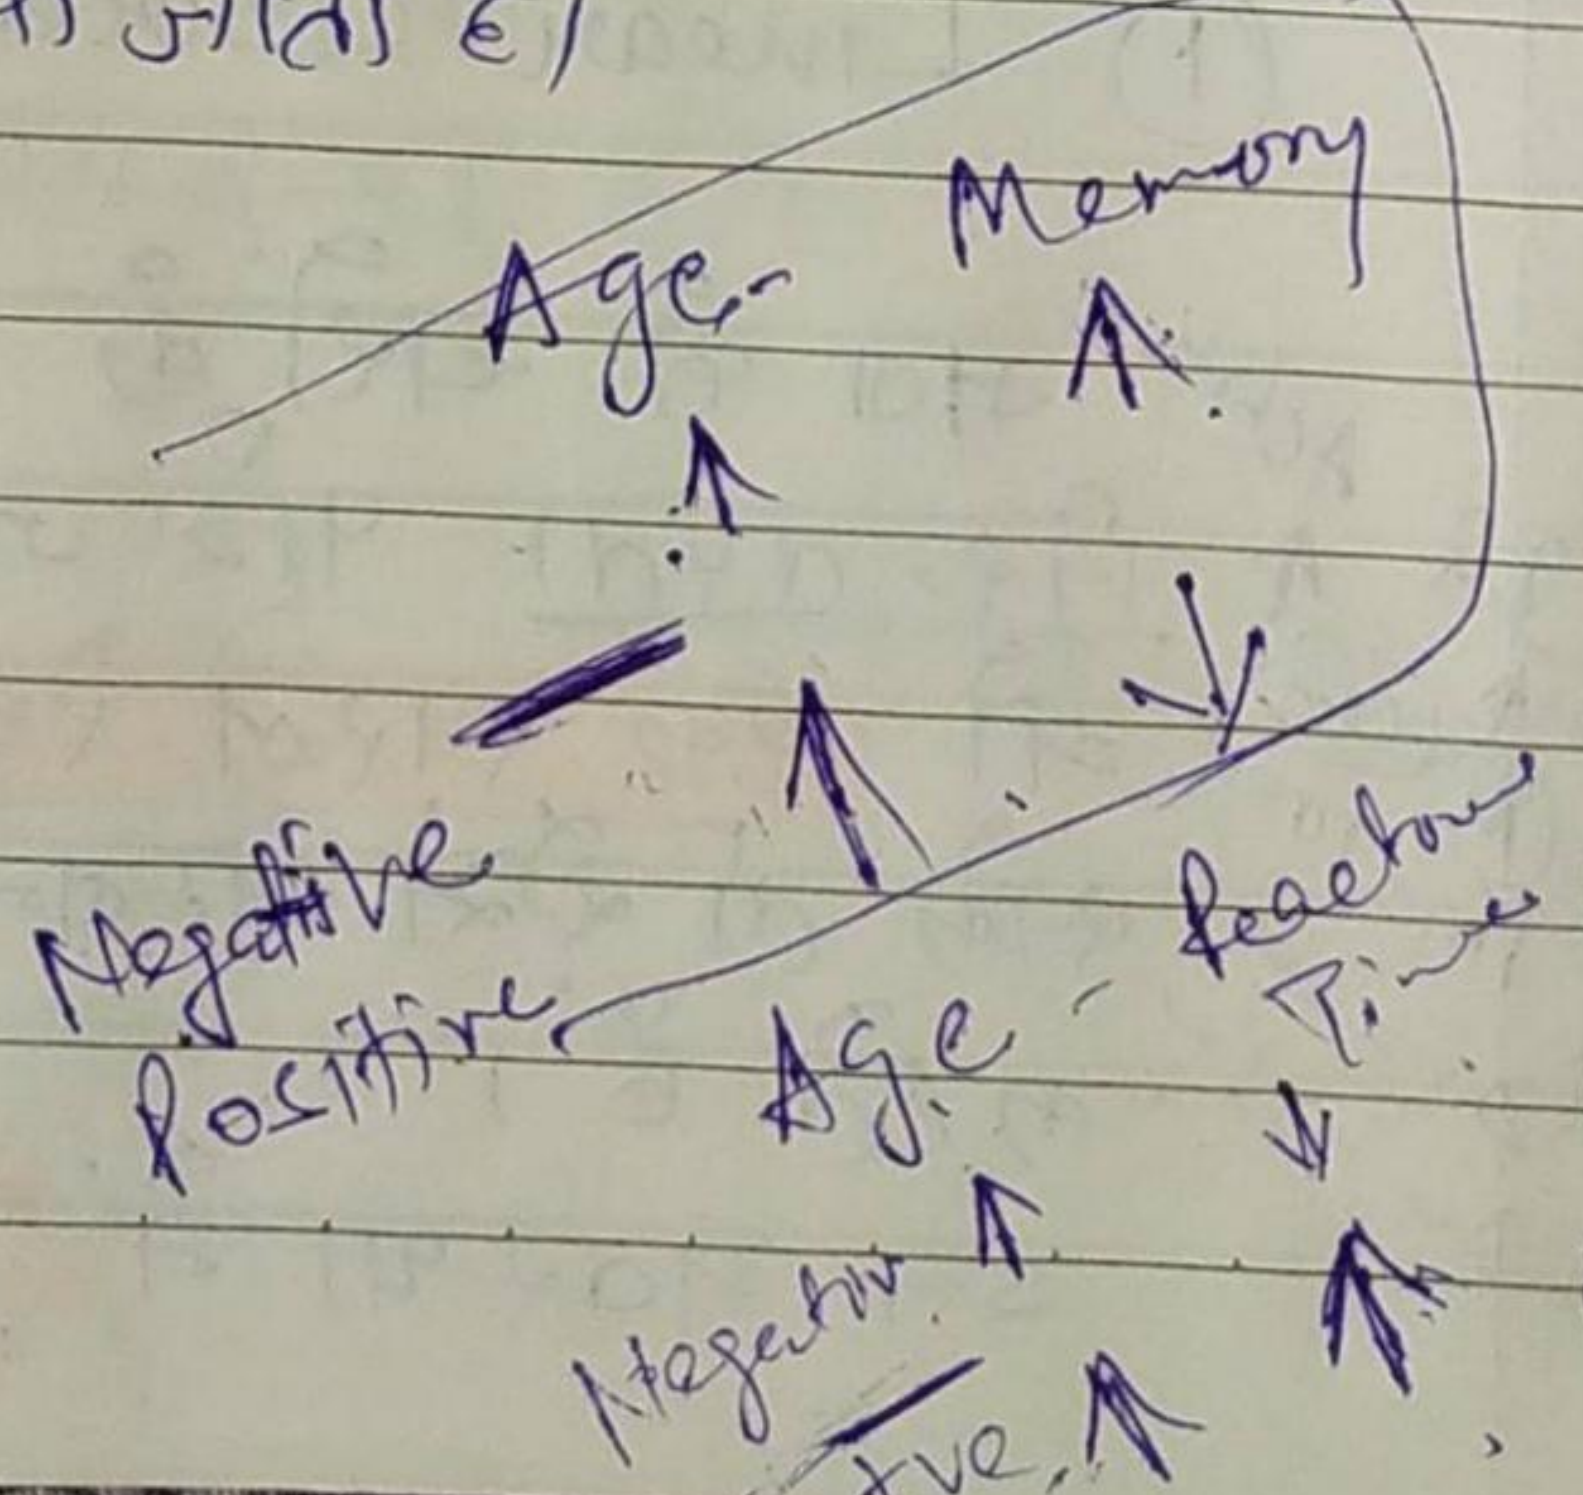 जाता है।
Memory
Age -
↑ ↑
↑ ↓
Negative
Positive
Age - Reaction
Time
↑ ↓
Negative ↑
+ve ↑